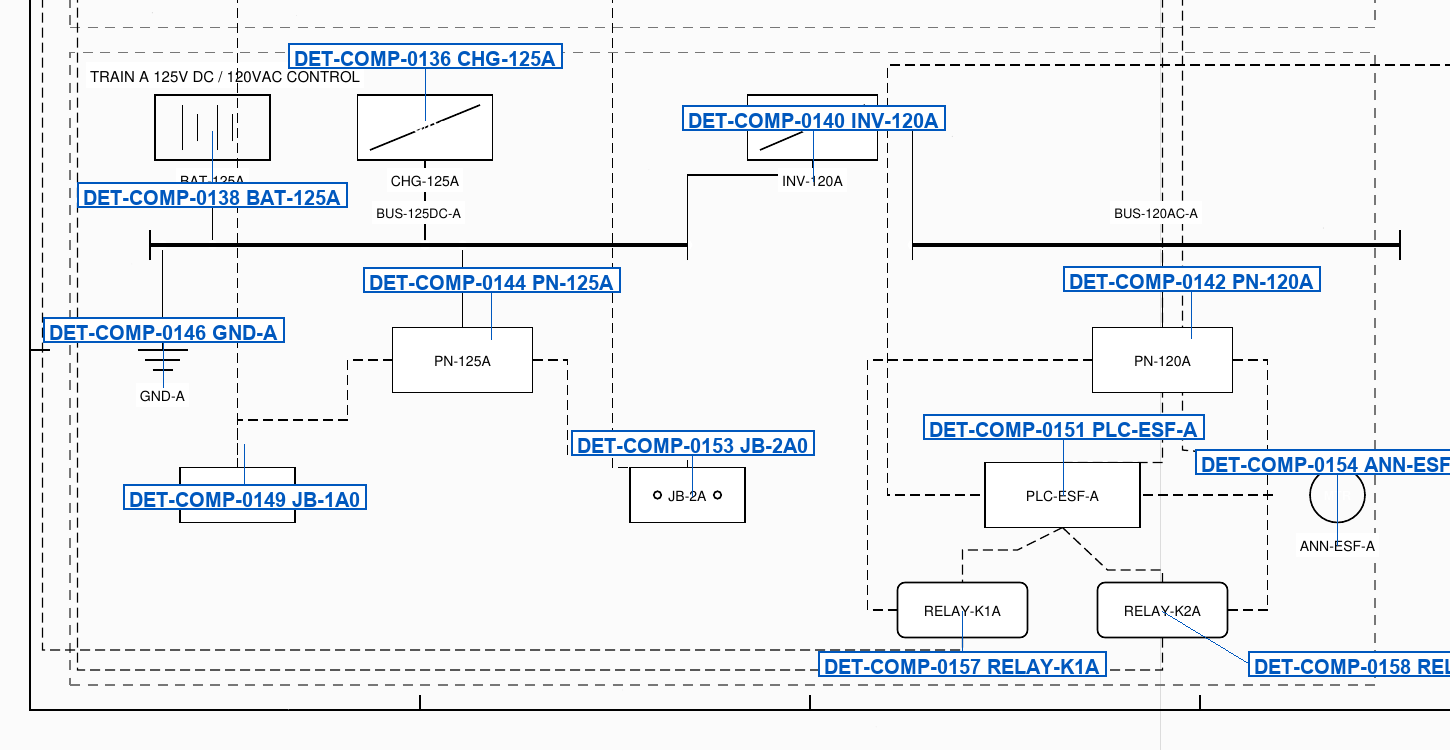 DET-COMP-0136 CHG-125A
TRAIN A 125V DC / 120VAC CONTROL
DET-COMP-0140 INV-120A
BAT-125A
CHG-125A
INV-120A
DET-COMP-0138 BAT-125A
BUS-125DC-A
BUS-120AC-A
DET-COMP-0144 PN-125A
DET-COMP-0142 PN-120A
DET-COMP-0146 GND-A
PN-125A
PN-120A
GND-A
DET-COMP-0151 PLC-ESF-A
DET-COMP-0153 JB-2A0
DET-COMP-0154 ANN-ESF
DET-COMP-0149 JB-1A0
JB-2A
PLC-ESF-A
ANN-ESF-A
RELAY-K1A
RELAY-K2A
DET-COMP-0157 RELAY-K1A
DET-COMP-0158 REL